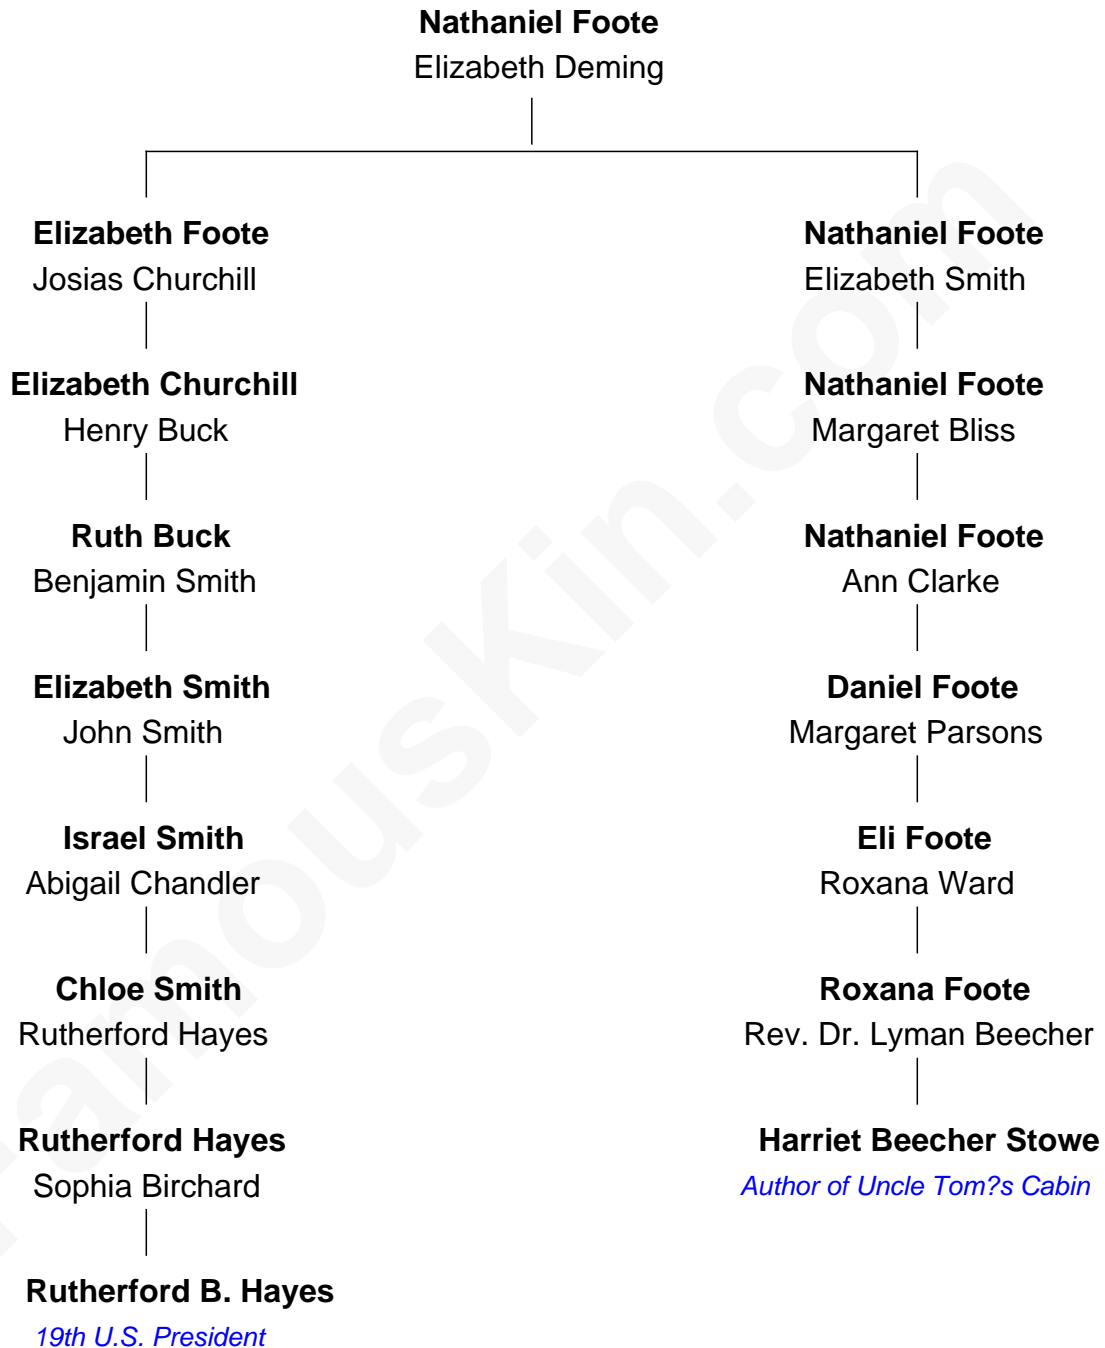 Nathaniel Foote
Elizabeth Deming
Elizabeth Foote
Josias Churchill
Nathaniel Foote
Elizabeth Smith
Elizabeth Churchill
Henry Buck
Nathaniel Foote
Margaret Bliss
Ruth Buck
Benjamin Smith
Nathaniel Foote
Ann Clarke
Elizabeth Smith
John Smith
Daniel Foote
Margaret Parsons
Israel Smith
Abigail Chandler
Eli Foote
Roxana Ward
Chloe Smith
Rutherford Hayes
Roxana Foote
Rev. Dr. Lyman Beecher
Rutherford Hayes
Sophia Birchard
Harriet Beecher Stowe
Author of Uncle Tom?s Cabin
Rutherford B. Hayes
19th U.S. President
FamousKin.com